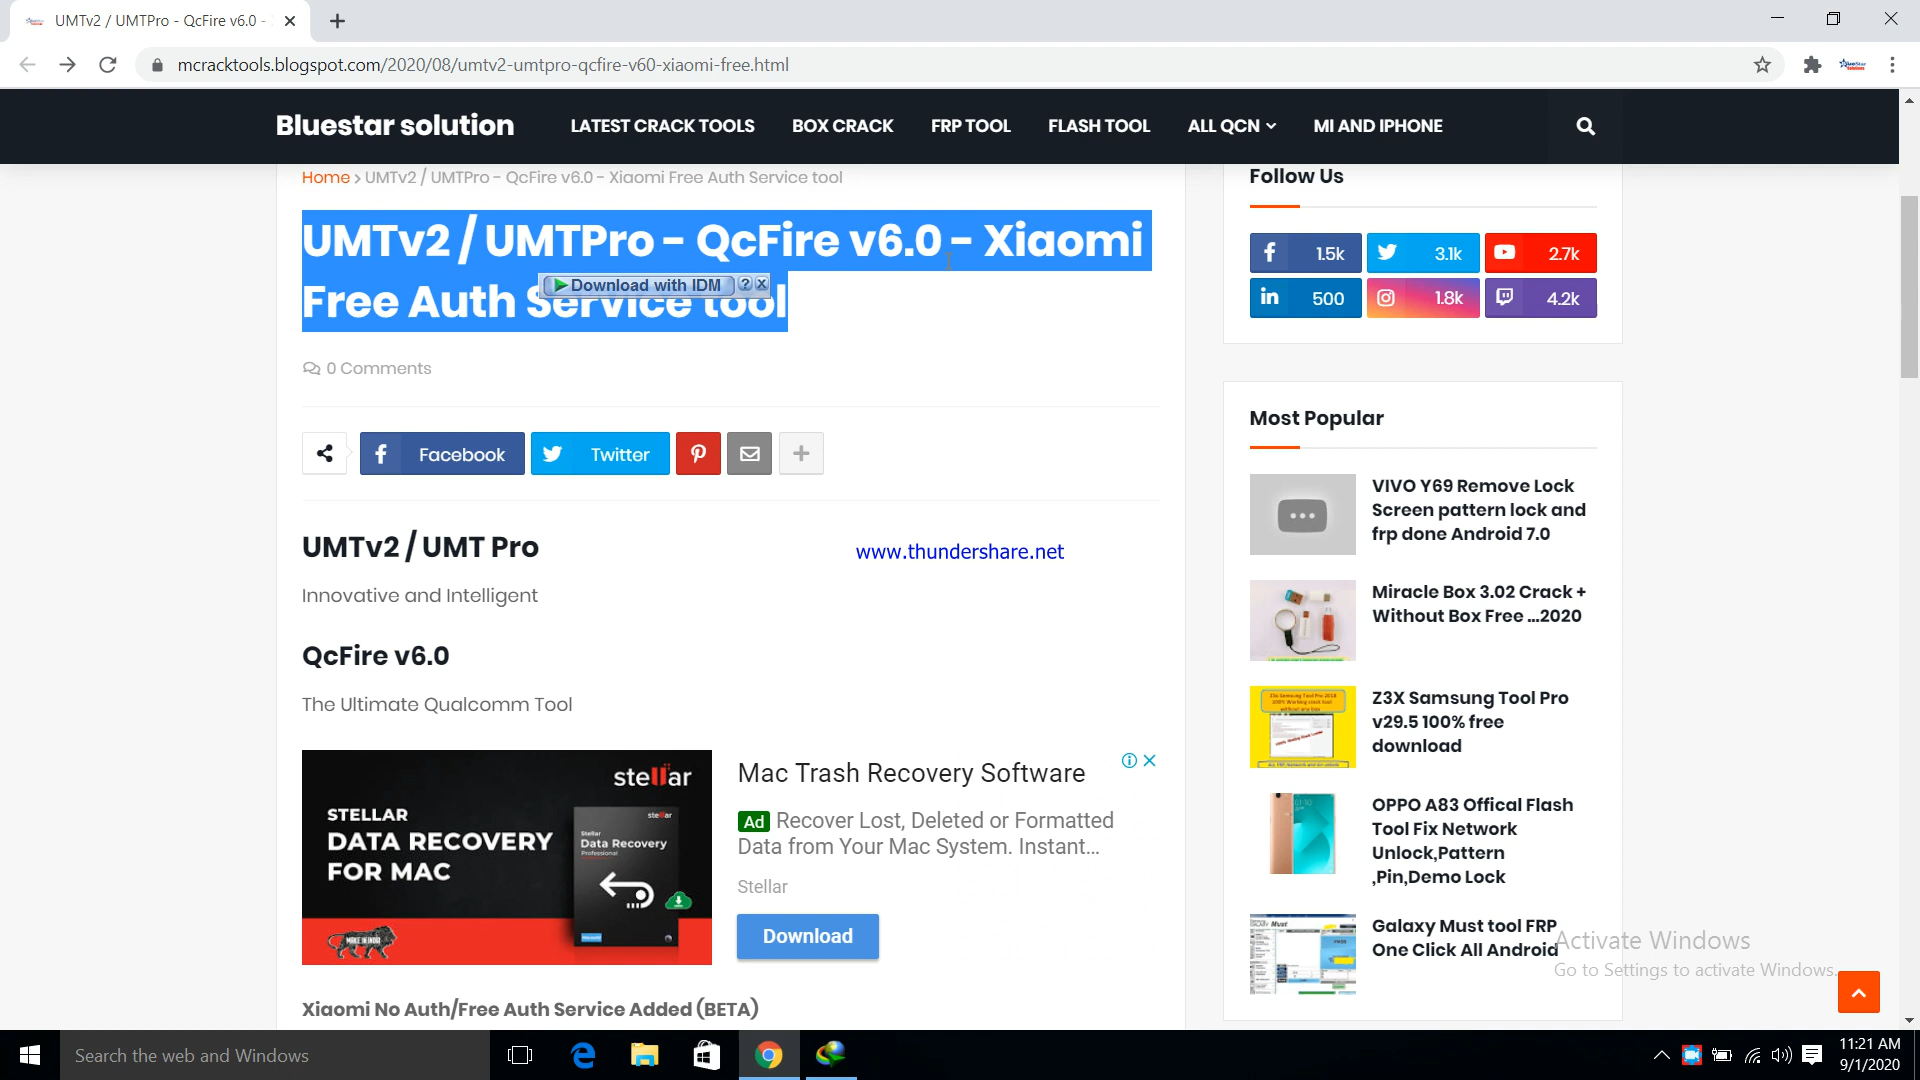 UMTv2 / UMTPro - QcFire v6.0 -
mcracktools.blogspot.com/2020/08/umtv2-umtpro-qcfire-v60-xiaomi-free.html
Bluestar solution
LATEST CRACK TOOLS
BOX CRACK
FRP TOOL
FLASH TOOL
ALL QCN
MI AND IPHONE
Home > UMTv2 / UMTPro - QcFire v6.0 - Xiaomi Free Auth Service tool
UMTv2 / UMTPro - QcFire v6.0 - Xiaomi
Free Auth Service tool
Download with IDM ? X
0 Comments
Facebook
Twitter
UMTv2 / UMT Pro
www.thundershare.net
Innovative and Intelligent
QcFire v6.0
The Ultimate Qualcomm Tool
stellar
STELLAR
DATA RECOVERY
FOR MAC
stellar
Stellar
Data Recovery
Professional
MAKE IN INDIA
Mac Trash Recovery Software
Ad Recover Lost, Deleted or Formatted
Data from Your Mac System. Instant...
Stellar
Download
Xiaomi No Auth/Free Auth Service Added (BETA)
Follow Us
1.5k
3.1k
2.7k
500
1.8k
4.2k
Most Popular
VIVO Y69 Remove Lock
Screen pattern lock and
frp done Android 7.0
Miracle Box 3.02 Crack +
Without Box Free ...2020
Z3X Samsung Tool Pro
v29.5 100% free
download
OPPO A83 Offical Flash
Tool Fix Network
Unlock,Pattern
,Pin,Demo Lock
Galaxy Must tool FRP
One Click All Android
Activate Windows
Go to Settings to activate Windows.
Search the web and Windows
11:21 AM
9/1/2020